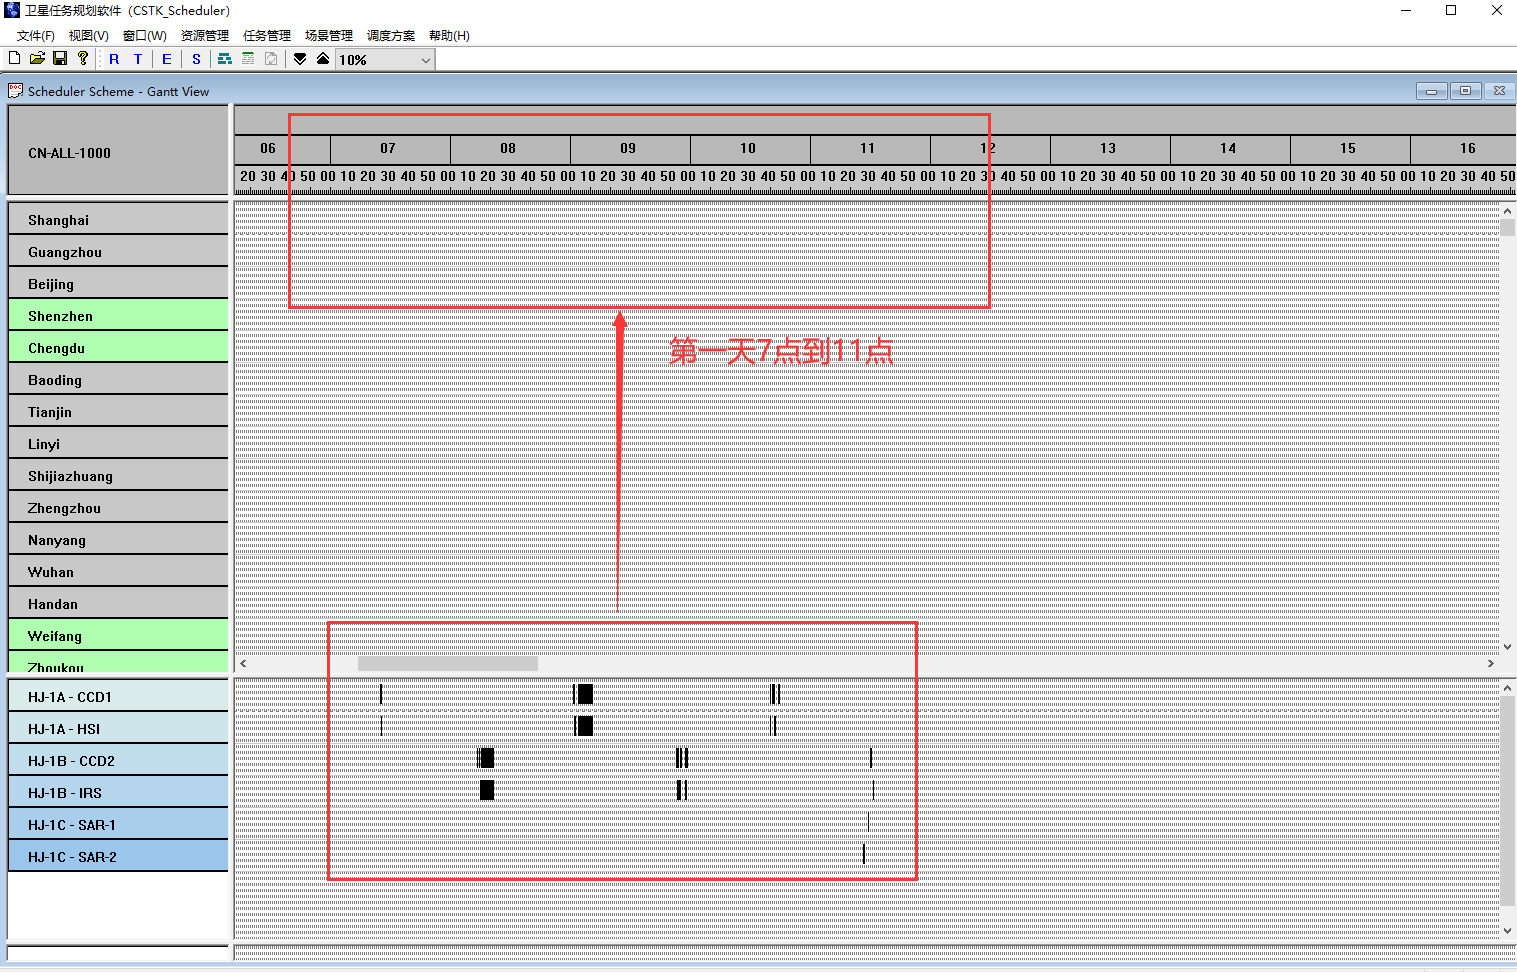 卫星任务规划软件（CSTK_Scheduler）
文件(F) 视图(V) 窗口(W) 资源管理 任务管理 场景管理 调度方案 帮助(H)
R T E S 10%
Scheduler Scheme - Gantt View
CN-ALL-1000
06 07 08 09 10 11 12 13 14 15 16
20 30 40 50 00 10 20 30 40 50 00 10 20 30 40 50 00 10 20 30 40 50 00 10 20 30 40 50 00 10 20 30 40 50 00 10 20 30 40 50 00 10 20 30 40 50 00 10 20 30 40 50 00 10 20 30 40 50 00 10 20 30 40 50
Shanghai
Guangzhou
Beijing
Shenzhen
第一天7点到11点
Chengdu
Baoding
Tianjin
Linyi
Shijiazhuang
Zhengzhou
Nanyang
Wuhan
Handan
Weifang
Zhoukou
HJ-1A - CCD1
HJ-1A - HSI
HJ-1B - CCD2
HJ-1B - IRS
HJ-1C - SAR-1
HJ-1C - SAR-2